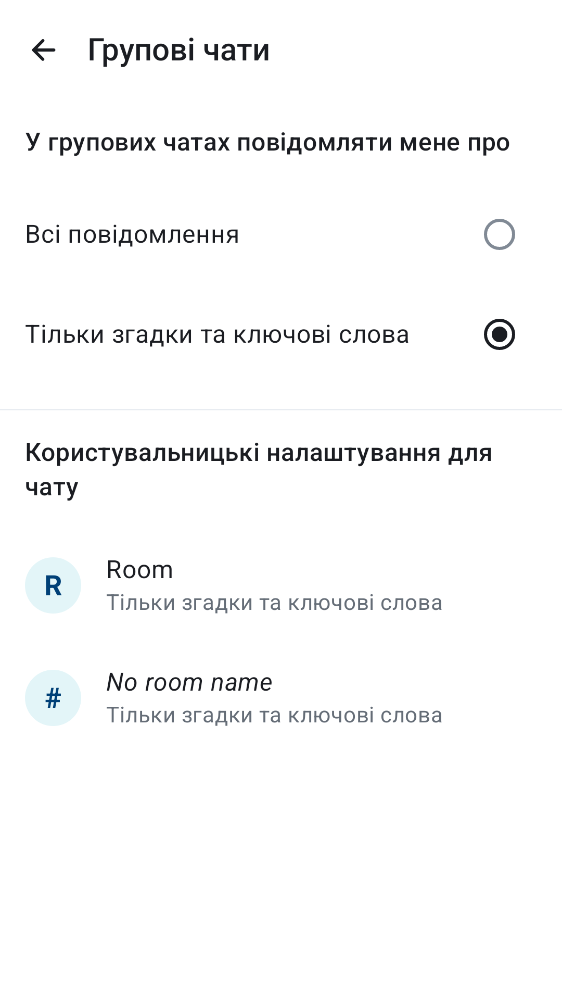 Групові чати
У групових чатах повідомляти мене про
Всі повідомлення
Тільки згадки та ключові слова
Користувальницькі налаштування для
чату
R
Room
Тільки згадки та ключові слова
#
No room name
Тільки згадки та ключові слова